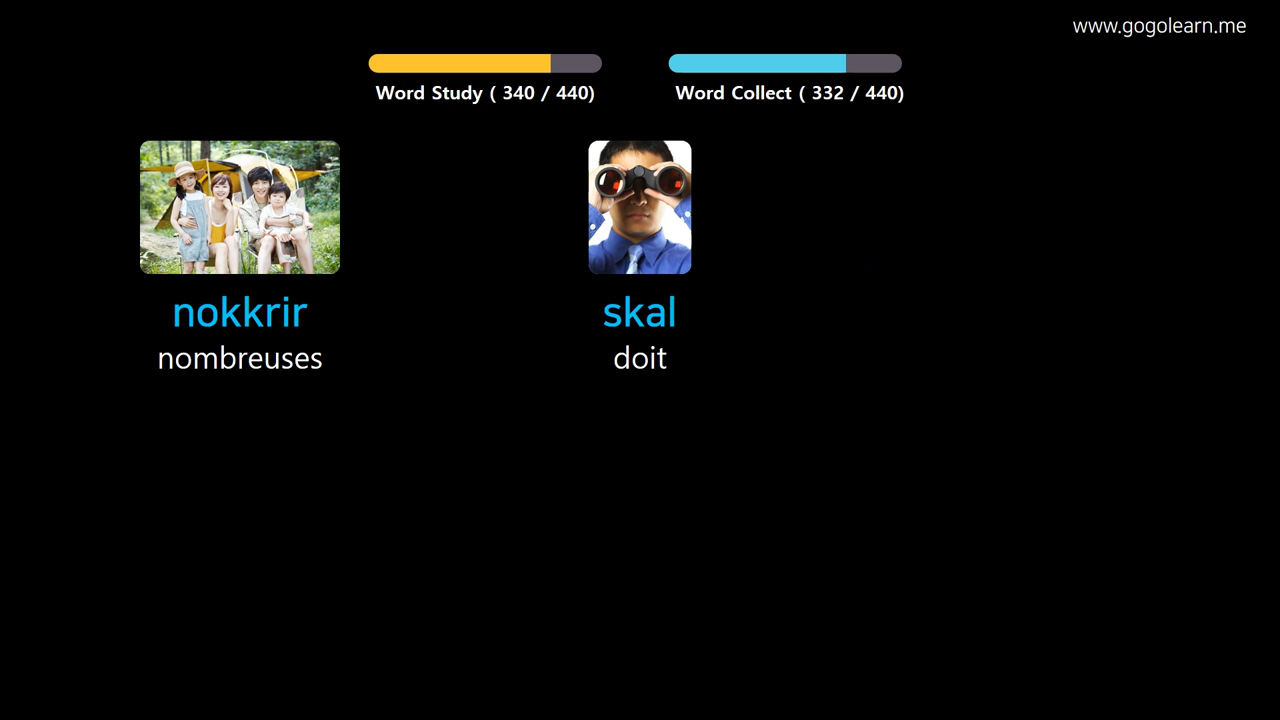 www.gogolearn.me
Word Study ( 340 / 440)
Word Collect ( 332 / 440)
nokkrir
skal
nombreuses
doit